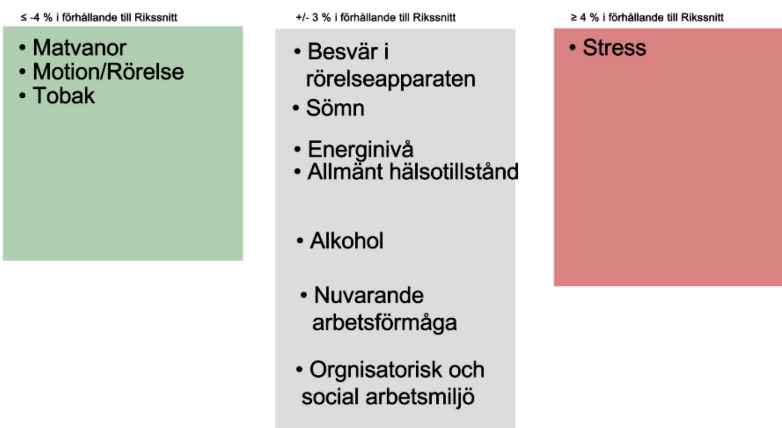 ≤ -4 % i förhållande till Rikssnitt
• Matvanor
• Motion/Rörelse
• Tobak
+/- 3 % i förhållande till Rikssnitt
• Besvär i
rörelseapparaten
• Sömn
• Energinivå
• Allmänt hälsotillstånd
• Alkohol
• Nuvarande
arbetsförmåga
• Orgnisatorisk och
social arbetsmiljö
≥ 4 % i förhållande till Rikssnitt
• Stress